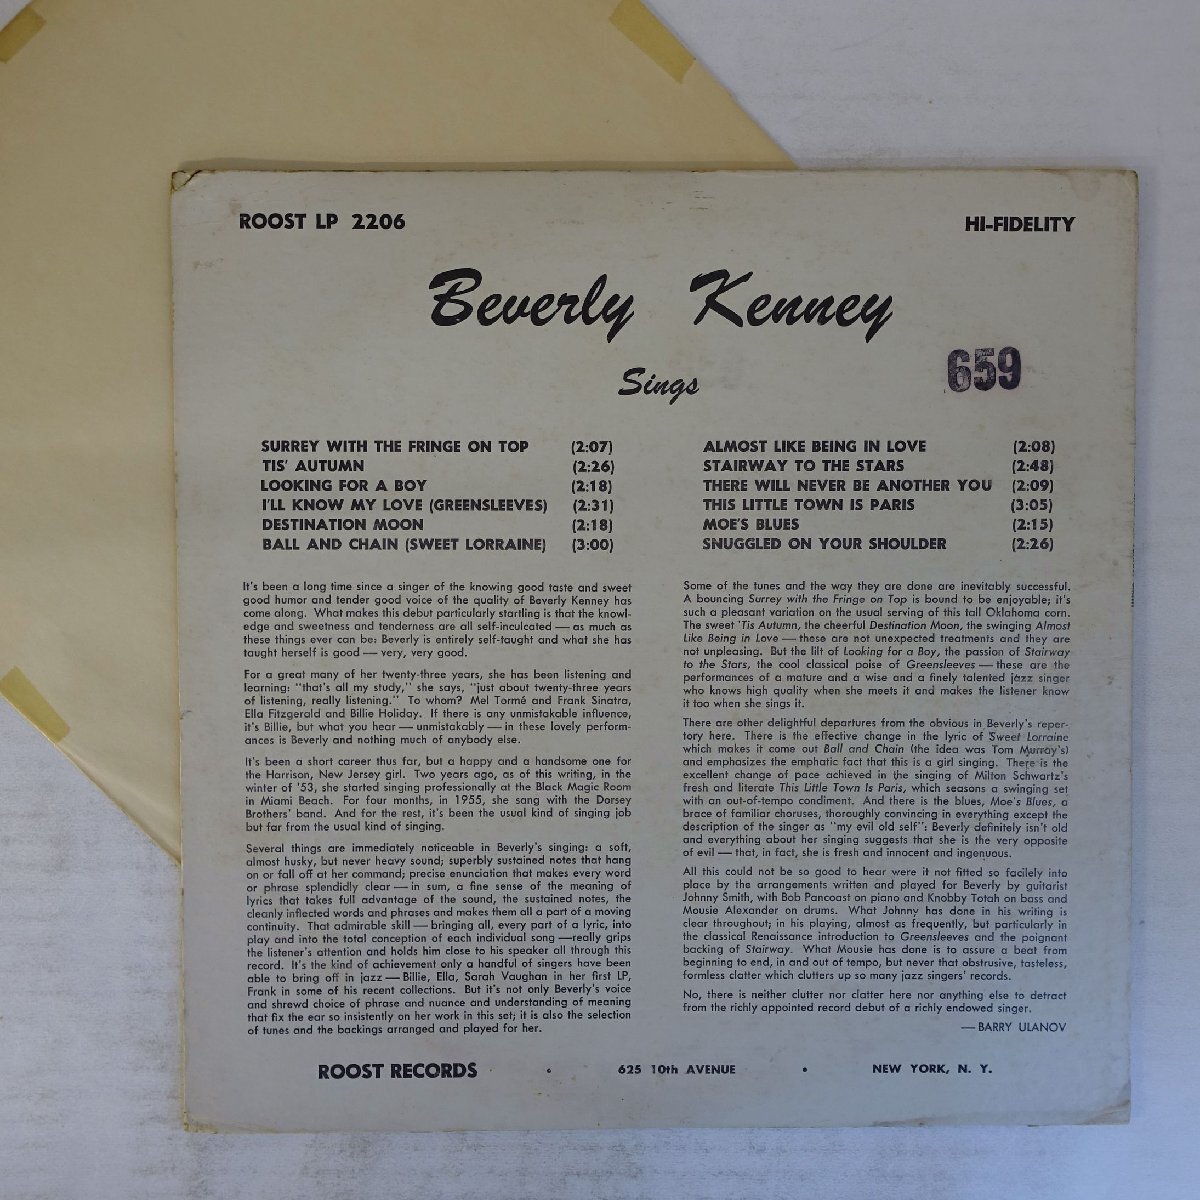 ROOST LP 2206
HI-FIDELITY
Beverly Kenney
Sings
659
SURREY WITH THE FRINGE ON TOP (2:07)
TIS' AUTUMN (2:26)
LOOKING FOR A BOY (2:18)
I'LL KNOW MY LOVE (GREENSLEEVES) (2:31)
DESTINATION MOON (2:18)
BALL AND CHAIN (SWEET LORRAINE) (3:00)
ALMOST LIKE BEING IN LOVE (2:08)
STAIRWAY TO THE STARS (2:48)
THERE WILL NEVER BE ANOTHER YOU (2:09)
THIS LITTLE TOWN IS PARIS (3:05)
MOE'S BLUES (2:15)
SNUGGLED ON YOUR SHOULDER (2:26)
It's been a long time since a singer of the knowing good taste and sweet
good humor and tender good voice of the quality of Beverly Kenney has
come along. What makes this debut particularly startling is that the knowl-
edge and sweetness and tenderness are all self-inculcated — as much as
these things ever can be: Beverly is entirely self-taught and what she has
taught herself is good — very, very good.
For a great many of her twenty-three years, she has been listening and
learning: "that's all my study," she says, "just about twenty-three years
of listening, really listening." To whom? Mel Tormé and Frank Sinatra,
Ella Fitzgerald and Billie Holiday. If there is any unmistakable influence,
it's Billie, but what you hear — unmistakably — in these lovely perform-
ances is Beverly and nothing much of anybody else.
It's been a short career thus far, but a happy and a handsome one for
the Harrison, New Jersey girl. Two years ago, as of this writing, in the
winter of '53, she started singing professionally at the Black Magic Room
in Miami Beach. For four months, in 1955, she sang with the Dorsey
Brothers' band. And for the rest, it's been the usual kind of singing job
but far from the usual kind of singing.
Several things are immediately noticeable in Beverly's singing: a soft,
almost husky, but never heavy sound; superbly sustained notes that hang
on or fall off at her command; precise enunciation that makes every word
or phrase splendidly clear — in sum, a fine sense of the meaning of
lyrics that takes full advantage of the sound, the sustained notes, the
cleanly inflected words and phrases and makes them all a part of a moving
continuity. That admirable skill — bringing all, every part of a lyric, into
play and into the total conception of each individual song —really grips
the listener's attention and holds him close to his speaker all through this
record. It's the kind of achievement only a handful of singers have been
able to bring off in jazz — Billie, Ella, Sarah Vaughan in her first LP,
Frank in some of his recent collections. But it's not only Beverly's voice
and shrewd choice of phrase and nuance and understanding of meaning
that fix the ear so insistently on her work in this set; it is also the selection
of tunes and the backings arranged and played for her.
Some of the tunes and the way they are done are inevitably successful.
A bouncing Surrey with the Fringe on Top is bound to be enjoyable; it's
such a pleasant variation on the usual serving of this tall Oklahoma corn.
The sweet 'Tis Autumn, the cheerful Destination Moon, the swinging Almost
Like Being in Love — these are not unexpected treatments and they are
not unpleasing. But the lilt of Looking for a Boy, the passion of Stairway
to the Stars, the cool classical poise of Greensleeves — these are the
performances of a mature and a wise and a finely talented jazz singer
who knows high quality when she meets it and makes the listener know
it too when she sings it.
There are other delightful departures from the obvious in Beverly's reper-
tory here. There is the effective change in the lyric of Sweet Lorraine
which makes it come out Ball and Chain (the idea was Tom Murray's)
and emphasizes the emphatic fact that this is a girl singing. There is the
excellent change of pace achieved in the singing of Milton Schwartz's
fresh and literate This Little Town Is Paris, which seasons a swinging set
with an out-of-tempo condiment. And there is the blues, Moe's Blues, a
brace of familiar choruses, thoroughly convincing in everything except the
description of the singer as "my evil old self": Beverly definitely isn't old
and everything about her singing suggests that she is the very opposite
of evil — that, in fact, she is fresh and innocent and ingenuous.
All this could not be so good to hear were it not fitted so facilely into
place by the arrangements written and played for Beverly by guitarist
Johnny Smith, with Bob Pancoast on piano and Knobby Totah on bass and
Mousie Alexander on drums. What Johnny has done in his writing is
clear throughout; in his playing, almost as frequently, but particularly in
the classical Renaissance introduction to Greensleeves and the poignant
backing of Stairway. What Mousie has done is to assure a beat from
beginning to end, in and out of tempo, but never that abstrusive, tasteless,
formless clatter which clutters up so many jazz singers' records.
No, there is neither clutter nor clatter here nor anything else to detract
from the richly appointed record debut of a richly endowed singer.
— BARRY ULANOV
ROOST RECORDS • 625 10th AVENUE • NEW YORK, N. Y.